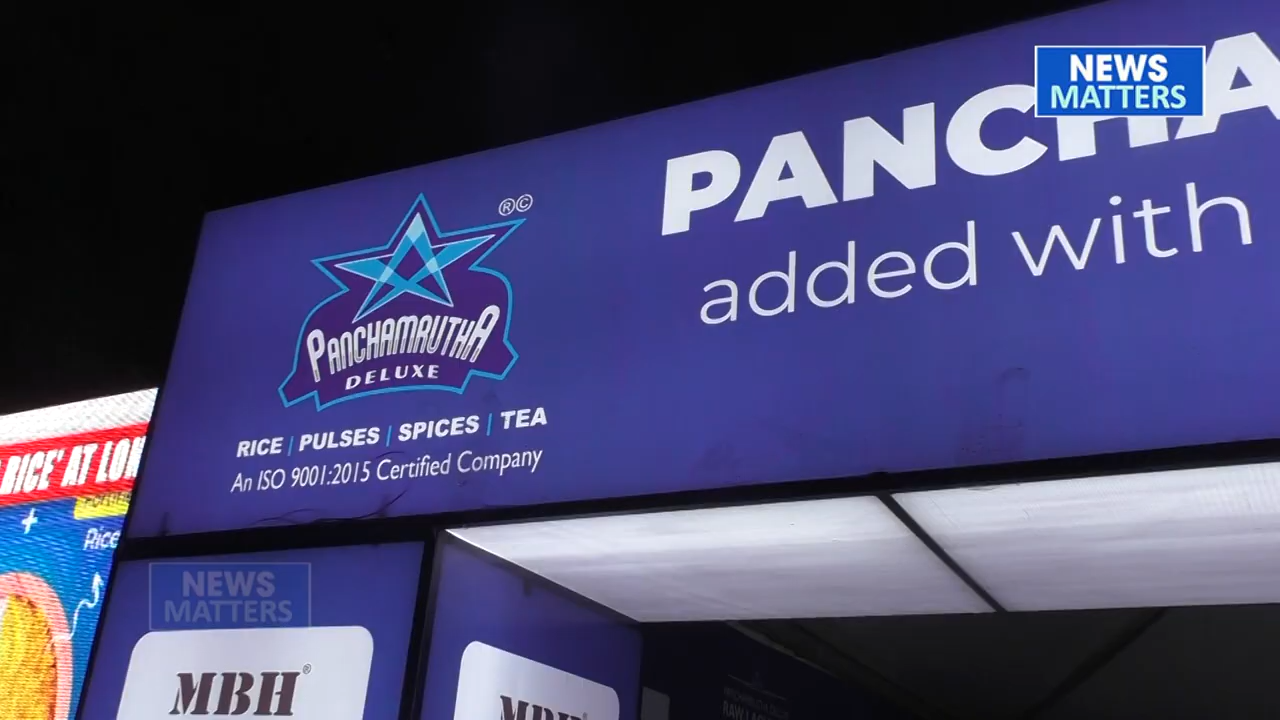 NEWS
MATTERS
PANCHA
added with
®©
PANCHAMRUTHA
DELUXE
RICE | PULSES | SPICES | TEA
An ISO 9001:2015 Certified Company
RICE' AT
+
Rice
NEWS
MATTERS
MBH®
MBH